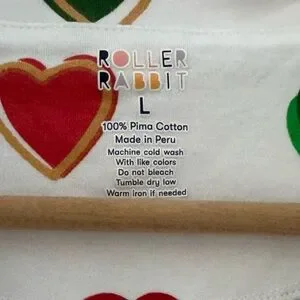 ROLLER
RABBIT
L
100% Pima Cotton
Made in Peru
Machine cold wash
With like colors
Do not bleach
Tumble dry low
Warm iron if needed